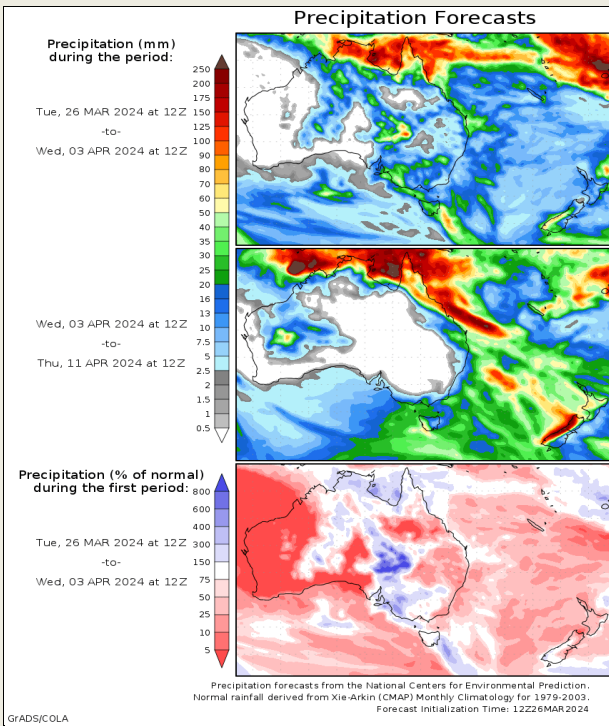 Precipitation Forecasts
Precipitation (mm)
during the period:
Tue, 26 MAR 2024 at 12Z
-to-
Wed, 03 APR 2024 at 12Z
250
200
175
150
125
100
90
80
70
60
50
40
35
30
25
20
16
13
10
7.5
5
2.5
2
1.5
1
0.5
Wed, 03 APR 2024 at 12Z
-to-
Thu, 11 APR 2024 at 12Z
Precipitation (% of normal)
during the first period:
800
600
400
300
150
75
50
25
10
5
Tue, 26 MAR 2024 at 12Z
-to-
Wed, 03 APR 2024 at 12Z
Precipitation forecasts from the National Centers for Environmental Prediction.
Normal rainfall derived from Xie-Arkin (CMAP) Monthly Climatology for 1979-2003.
Forecast Initialization Time: 12Z26MAR2024
GrADS/COLA